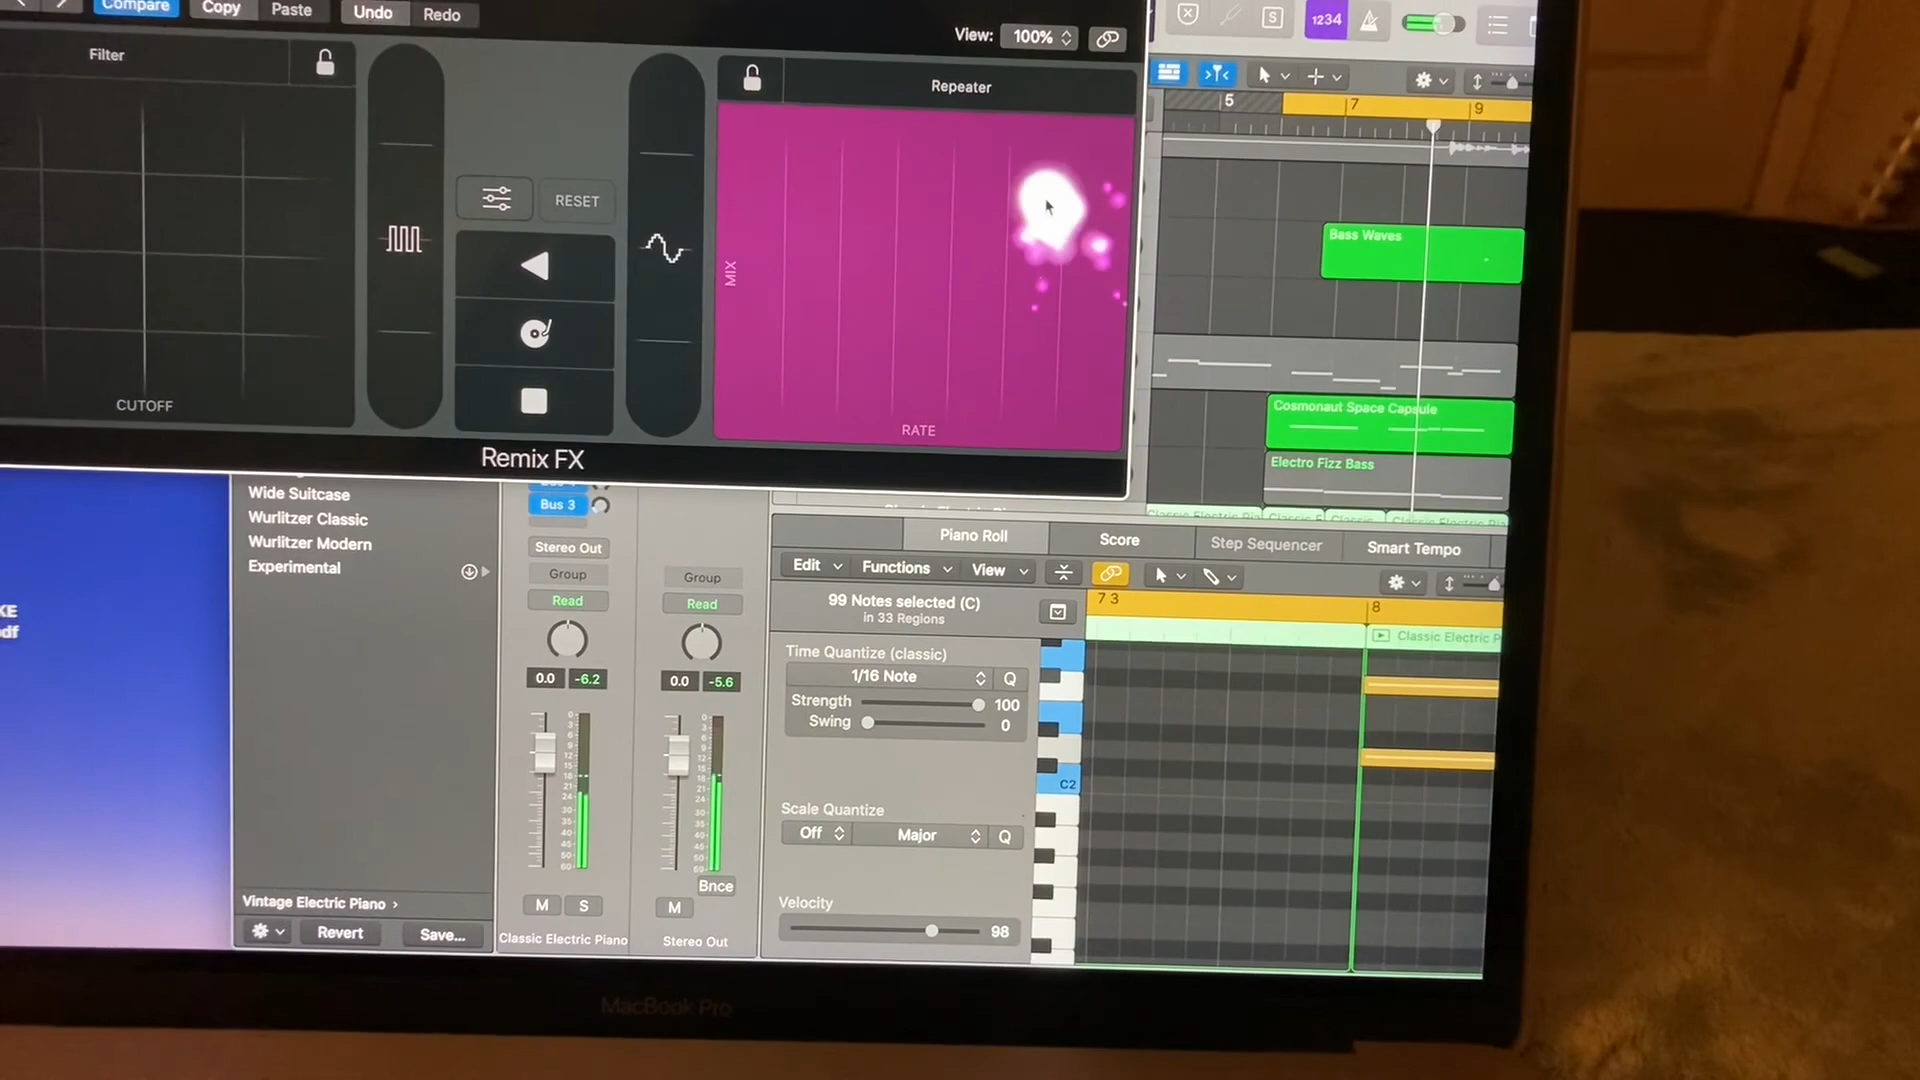 Compare
Copy
Paste
Undo
Redo
View:
100%
Filter
CUTOFF
RESET
Repeater
MIX
RATE
Remix FX
S
1234
5
7
9
Bass Waves
Cosmonaut Space Capsule
Electro Fizz Bass
Wide Suitcase
Wurlitzer Classic
Wurlitzer Modern
Experimental
Vintage Electric Piano
Revert
Save...
Bus 3
Stereo Out
Group
Read
0.0
-6.2
M
S
Classic Electric Piano
Group
Read
0.0
-5.6
Bnce
M
Stereo Out
Piano Roll
Score
Step Sequencer
Smart Tempo
Edit
Functions
View
99 Notes selected (C)
in 33 Regions
Time Quantize (classic)
1/16 Note
Q
Strength
100
Swing
0
Scale Quantize
Off
Major
Q
Velocity
98
7 3
8
Classic Electric P
C2
MacBook Pro